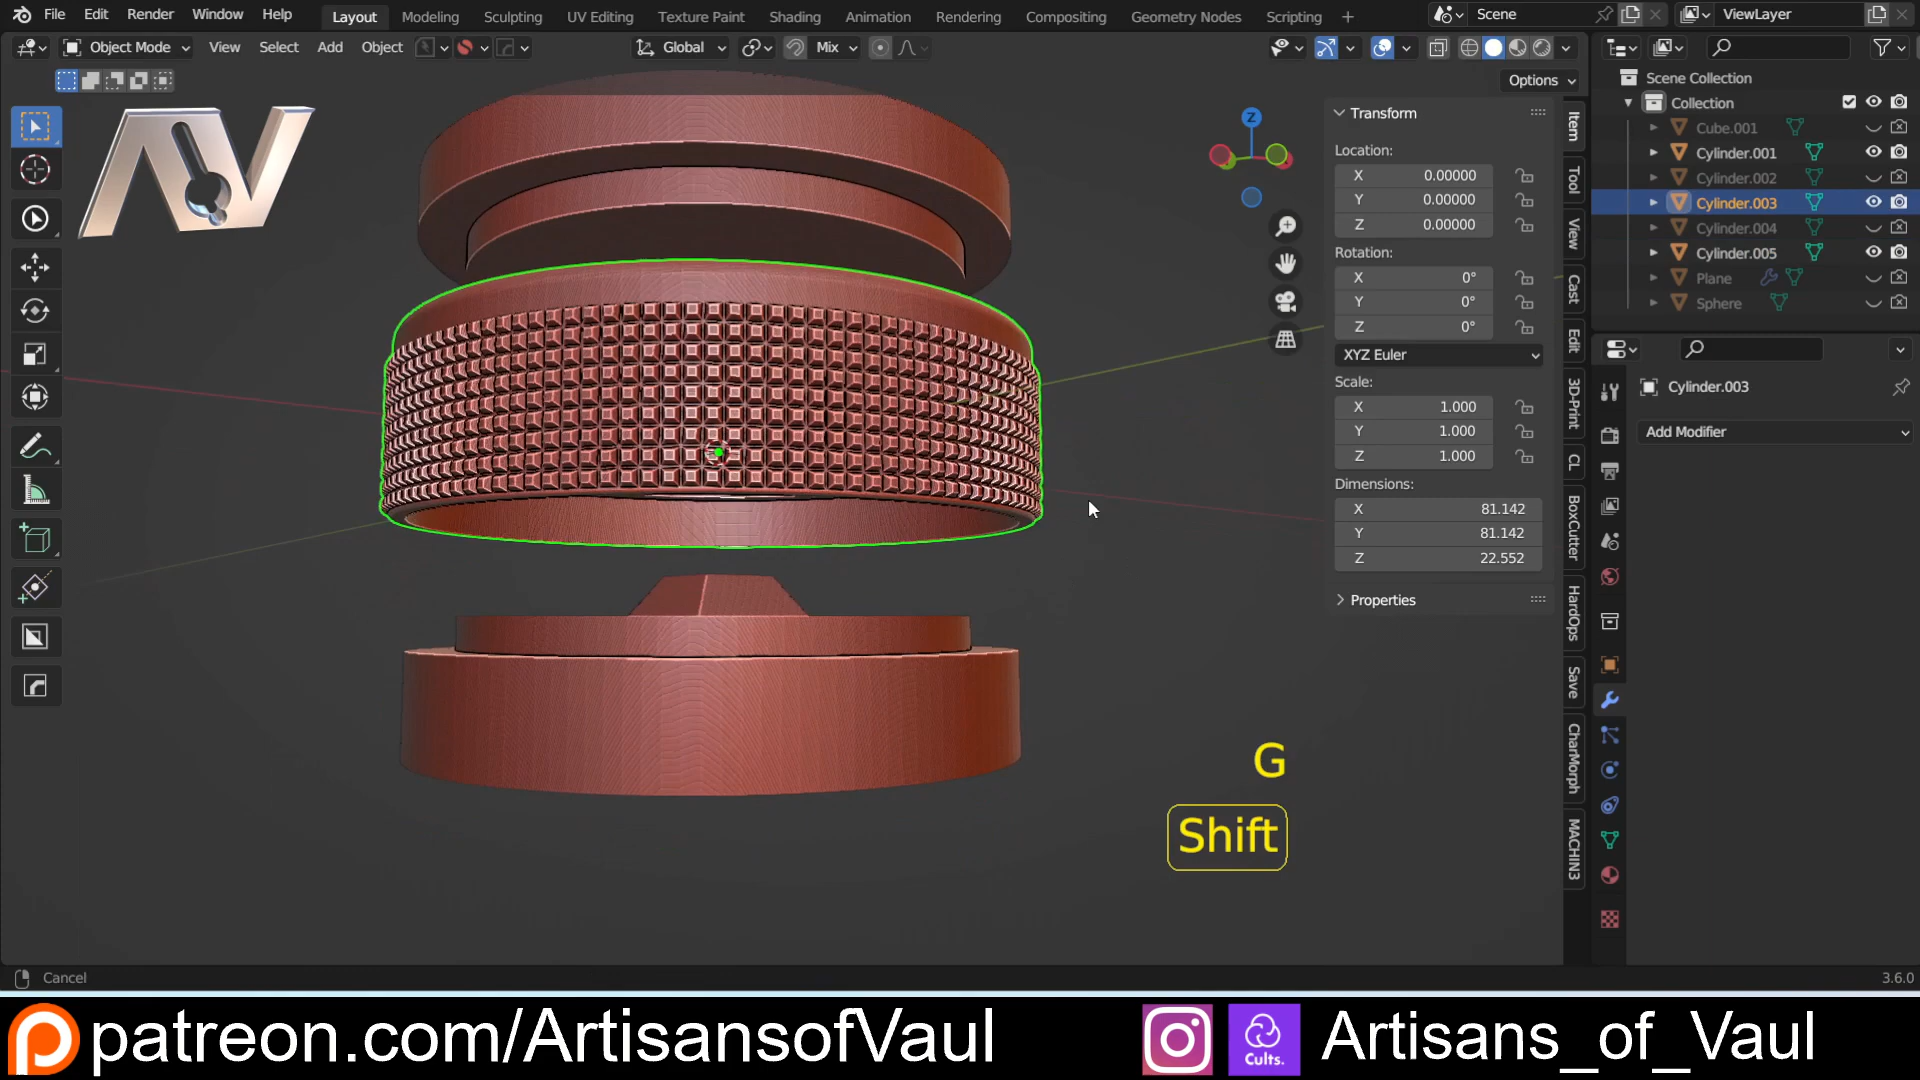 File Edit Render Window Help Layout Modeling Sculpting UV Editing Texture Paint Shading Animation Rendering Compositing Geometry Nodes Scripting + Scene ViewLayer
Object Mode View Select Add Object Global Mix
Options
AV
Transform
Location:
X 0.00000
Y 0.00000
Z 0.00000
Rotation:
X 0°
Y 0°
Z 0°
XYZ Euler
Scale:
X 1.000
Y 1.000
Z 1.000
Dimensions:
X 81.142
Y 81.142
Z 22.552
Properties
Item
Tool
View
Cast
Edit
3D-Print
CL
BoxCutter
HardOps
Save
CharMorph
MACHIN3
Z
Scene Collection
Collection
Cube.001
Cylinder.001
Cylinder.002
Cylinder.003
Cylinder.004
Cylinder.005
Plane
Sphere
Cylinder.003
Add Modifier
G
Shift
Cancel 3.6.0
patreon.com/ArtisansofVaul Cults. Artisans_of_Vaul